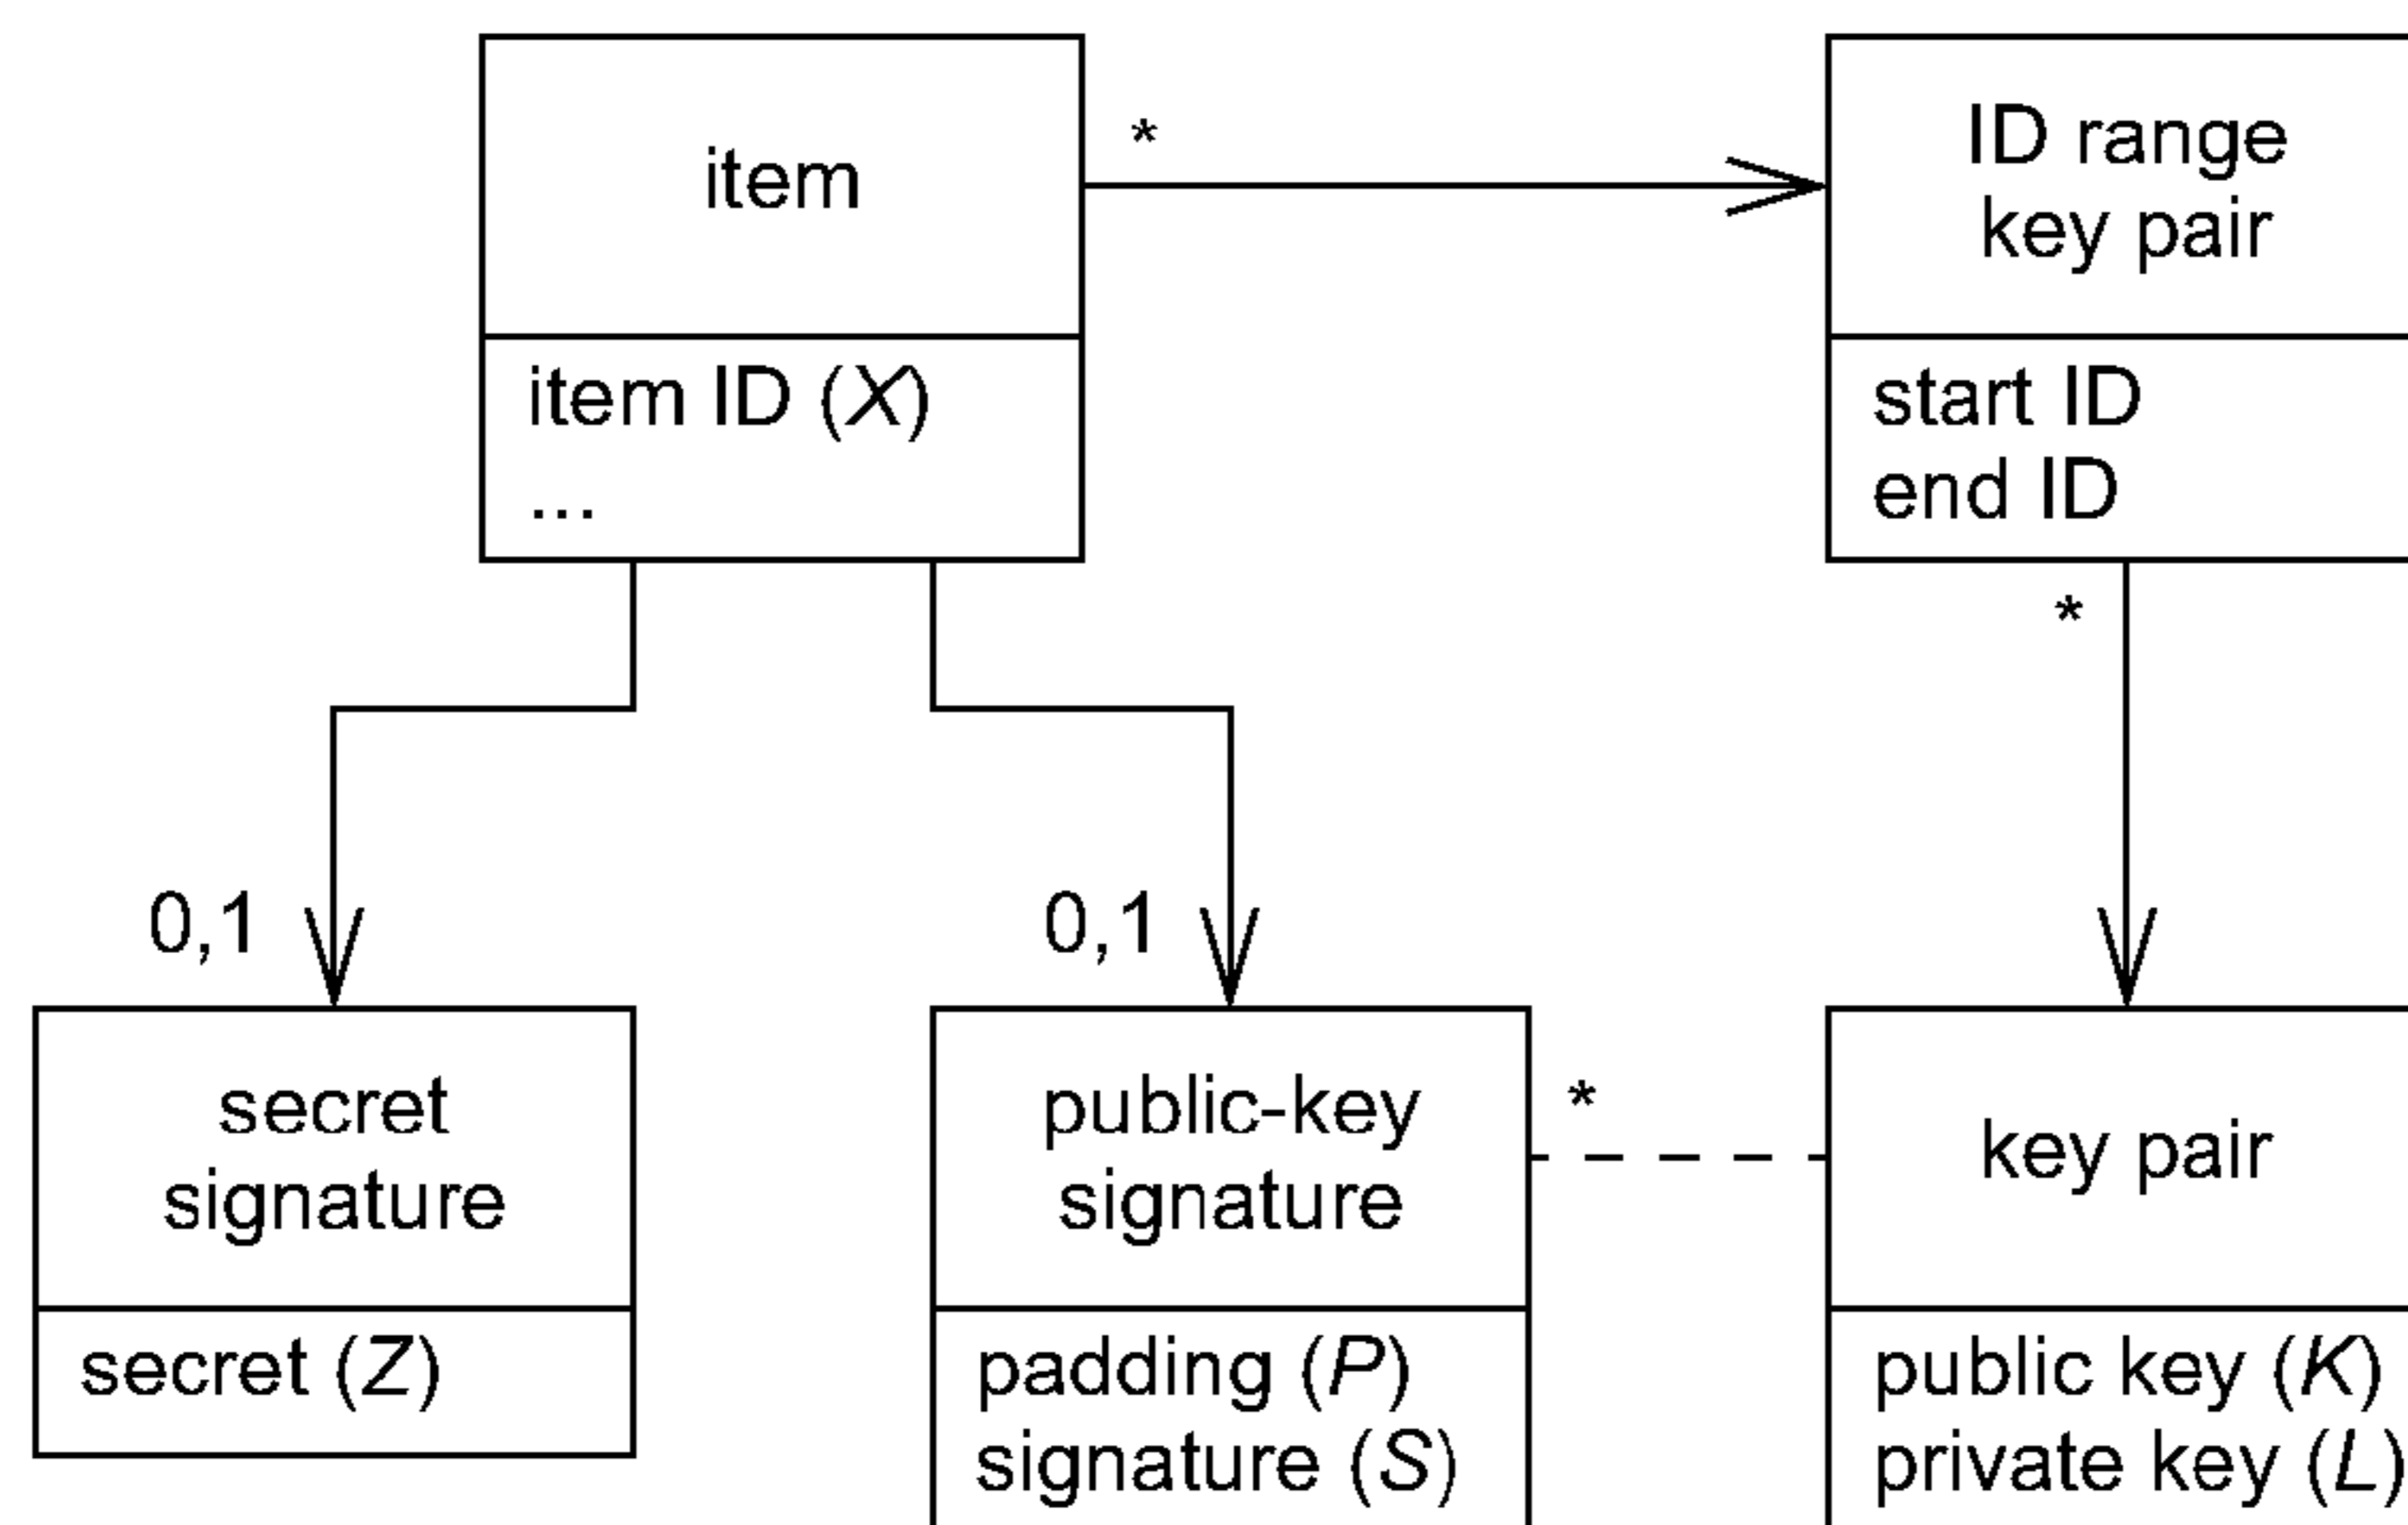 item
item ID (X)
...
*
ID range
key pair
start ID
end ID
*
0,1
0,1
secret
signature
secret (Z)
public-key
signature
padding (P)
signature (S)
*
key pair
public key (K)
private key (L)